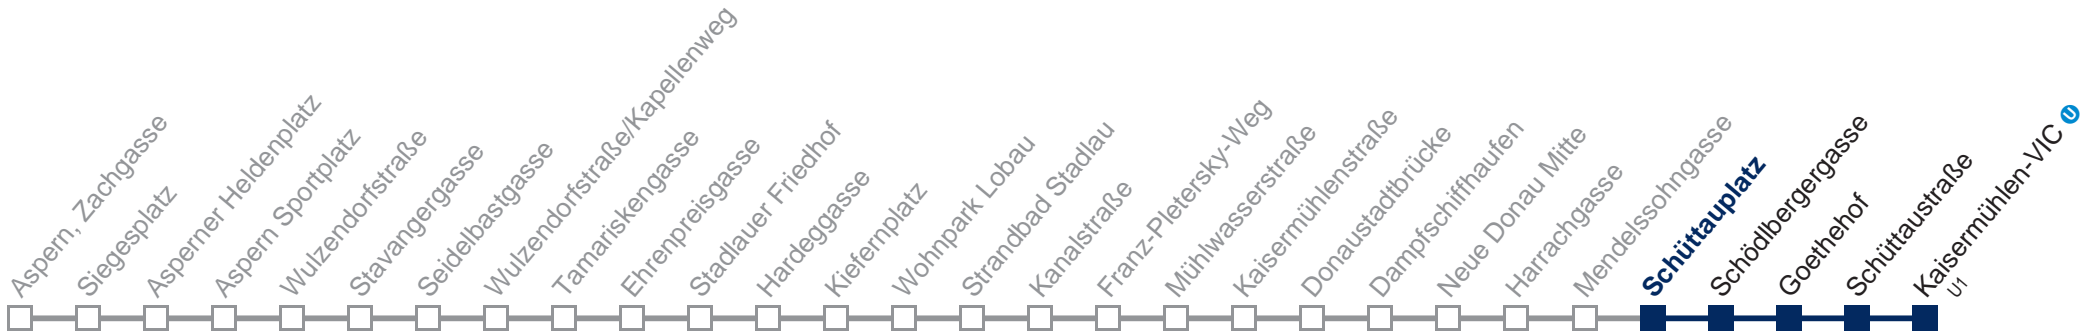 Aspern, Zachgasse
Siegesplatz
Asperner Heldenplatz
Aspern Sportplatz
Wulzendorfstraße
Stavangergasse
Seidelbastgasse
Wulzendorfstraße/Kapellenweg
Tamariskengasse
Ehrenpreisgasse
Stadlauer Friedhof
Hardeggasse
Kiefernplatz
Wohnpark Lobau
Strandbad Stadlau
Kanalstraße
Franz-Pletersky-Weg
Mühlwasserstraße
Kaisermühlenstraße
Donaustadtbrücke
Dampfschiffhaufen
Neue Donau Mitte
Harrachgasse
Mendelssohngasse
Schüttauplatz
Schödlbergergasse
Goethehof
Schüttaustraße
Kaisermühlen-VIC U
U1